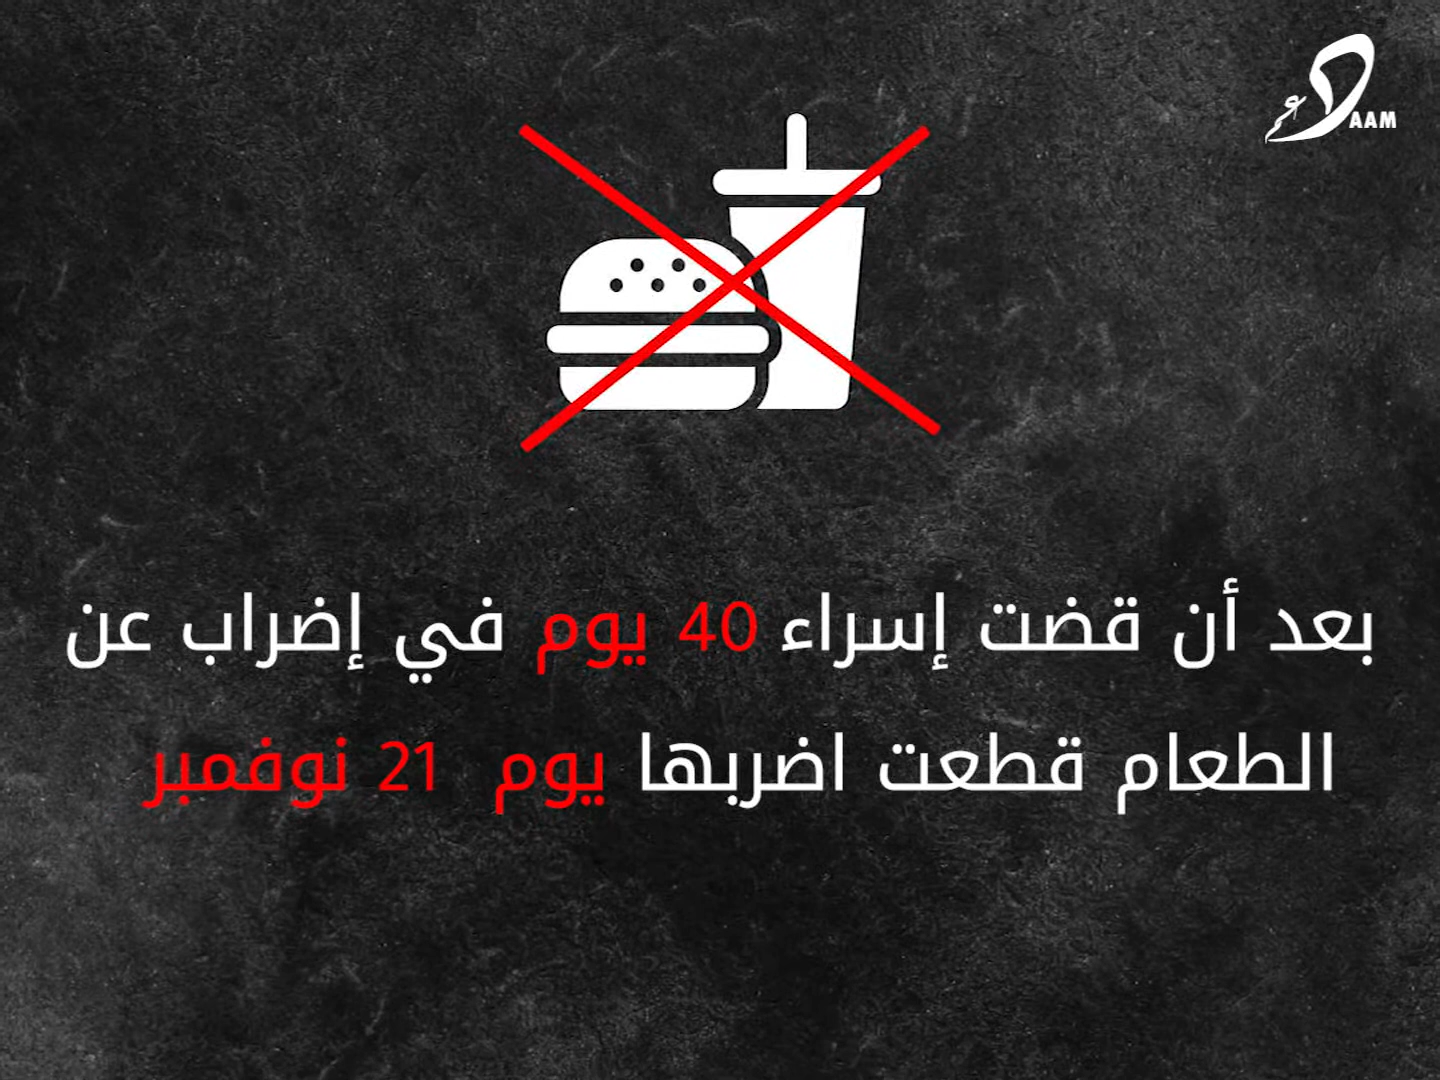 AAM
بعد أن قضت إسراء 40 يوم في إضراب عن
الطعام قطعت اضربها يوم 21 نوفمبر